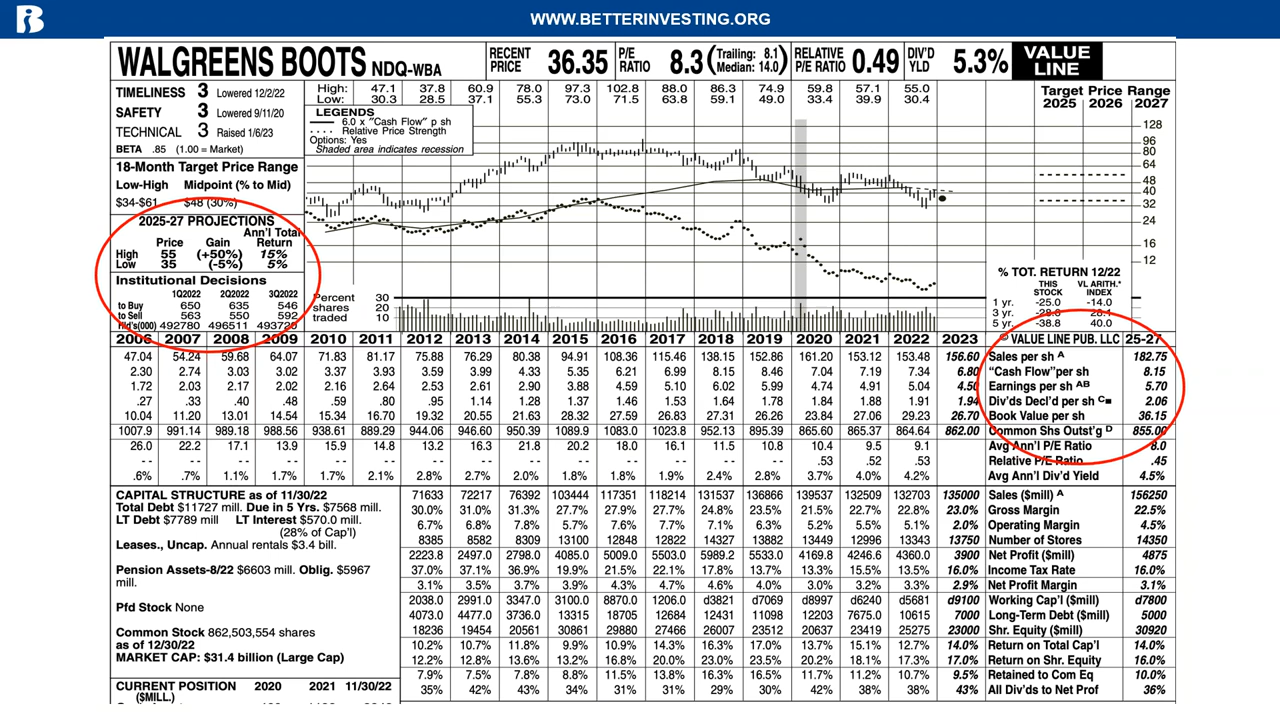 WWW.BETTERINVESTING.ORG
WALGREENS BOOTS NDQ-WBA
RECENT PRICE 36.35 P/E RATIO 8.3 (Trailing: 8.1 Median: 14.0) RELATIVE P/E RATIO 0.49 DIV'D YLD 5.3% VALUE LINE
TIMELINESS 3 Lowered 12/2/22
SAFETY 3 Lowered 9/11/20
TECHNICAL 3 Raised 1/6/23
BETA .85 (1.00 = Market)
18-Month Target Price Range
Low-High Midpoint (% to Mid)
$34-$61 $48 (30%)
2025-27 PROJECTIONS
Ann'l Total
Price Gain Return
High 55 (+50%) 15%
Low 35 (-5%) 5%
Institutional Decisions
1Q2022 2Q2022 3Q2022
to Buy 650 635 546
to Sell 563 550 592
Hld's(000) 492780 496511 493725
High: 47.1 37.8 60.9 78.0 97.3 102.8 88.0 86.3 74.9 59.8 57.1 55.0
Low: 30.3 28.5 37.1 55.3 73.0 71.5 63.8 59.1 49.0 33.4 39.9 30.4
LEGENDS
6.0 x "Cash Flow" p sh
Relative Price Strength
Options: Yes
Shaded area indicates recession
Target Price Range
2025 2026 2027
128
96
80
64
48
40
32
24
16
12
% TOT. RETURN 12/22
THIS STOCK VL ARITH.* INDEX
1 yr. -25.0 -14.0
3 yr. -28.6 28.4
5 yr. -38.8 40.0
Percent shares traded
30
20
10
2006 2007 2008 2009 2010 2011 2012 2013 2014 2015 2016 2017 2018 2019 2020 2021 2022 2023 © VALUE LINE PUB. LLC 25-27
47.04 54.24 59.68 64.07 71.83 81.17 75.88 76.29 80.38 94.91 108.36 115.46 138.15 152.86 161.20 153.12 153.48 156.60 Sales per sh A 182.75
2.30 2.74 3.03 3.02 3.37 3.93 3.59 3.99 4.33 5.35 6.21 6.99 8.15 8.46 7.04 7.19 7.34 6.80 "Cash Flow" per sh 8.15
1.72 2.03 2.17 2.02 2.16 2.64 2.53 2.61 2.90 3.88 4.59 5.10 6.02 5.99 4.74 4.91 5.04 4.50 Earnings per sh AB 5.70
.27 .33 .40 .48 .59 .80 .95 1.14 1.28 1.37 1.46 1.53 1.64 1.78 1.84 1.88 1.91 1.94 Div'ds Decl'd per sh C■ 2.06
10.04 11.20 13.01 14.54 15.34 16.70 19.32 20.55 21.63 28.32 27.59 26.83 27.31 26.26 23.84 27.06 29.23 26.70 Book Value per sh 36.15
1007.9 991.14 989.18 988.56 938.61 889.29 944.06 946.60 950.39 1089.9 1083.0 1023.8 952.13 895.39 865.60 865.37 864.64 862.00 Common Shs Outst'g D 855.00
26.0 22.2 17.1 13.9 15.9 14.8 13.2 16.3 21.8 20.2 18.0 16.1 11.5 10.8 10.4 9.5 9.1 Avg Ann'l P/E Ratio 8.0
-- -- -- -- -- -- -- -- -- -- -- -- -- -- .53 .52 .53 Relative P/E Ratio .45
.6% .7% 1.1% 1.7% 1.7% 2.1% 2.8% 2.7% 2.0% 1.8% 1.8% 1.9% 2.4% 2.8% 3.7% 4.0% 4.2% Avg Ann'l Div'd Yield 4.5%
CAPITAL STRUCTURE as of 11/30/22
Total Debt $11727 mill. Due in 5 Yrs. $7568 mill.
LT Debt $7789 mill LT Interest $570.0 mill.
(28% of Cap'l)
Leases., Uncap. Annual rentals $3.4 bill.
Pension Assets-8/22 $6603 mill. Oblig. $5967 mill.
Pfd Stock None
Common Stock 862,503,554 shares
as of 12/30/22
MARKET CAP: $31.4 billion (Large Cap)
CURRENT POSITION 2020 2021 11/30/22
($MILL.)
71633 72217 76392 103444 117351 118214 131537 136866 139537 132509 132703 135000 Sales ($mill) A 156250
30.0% 31.0% 31.3% 27.7% 27.9% 27.7% 24.8% 23.5% 21.5% 22.7% 22.8% 23.0% Gross Margin 22.5%
6.7% 6.8% 7.8% 5.7% 7.6% 7.7% 7.1% 6.3% 5.2% 5.5% 5.1% 2.0% Operating Margin 4.5%
8385 8582 8309 13100 12848 12822 14327 13882 13449 12996 13343 13750 Number of Stores 14350
2223.8 2497.0 2798.0 4085.0 5009.0 5503.0 5989.2 5533.0 4169.8 4246.6 4360.0 3900 Net Profit ($mill) 4875
37.0% 37.1% 36.9% 19.9% 21.5% 22.1% 17.8% 13.7% 13.3% 15.5% 13.5% 16.0% Income Tax Rate 16.0%
3.1% 3.5% 3.7% 3.9% 4.3% 4.7% 4.6% 4.0% 3.0% 3.2% 3.3% 2.9% Net Profit Margin 3.1%
2038.0 2991.0 3347.0 3100.0 8870.0 1206.0 d3821 d7069 d8997 d6240 d5681 d9100 Working Cap'l ($mill) d7800
4073.0 4477.0 3736.0 13315 18705 12684 12431 11098 12203 7675.0 10615 7000 Long-Term Debt ($mill) 5000
18236 19454 20561 30861 29880 27466 26007 23512 20637 23419 25275 23000 Shr. Equity ($mill) 30920
10.2% 10.7% 11.8% 9.9% 10.9% 14.3% 16.3% 17.0% 13.7% 15.1% 12.7% 14.0% Return on Total Cap'l 14.0%
12.2% 12.8% 13.6% 13.2% 16.8% 20.0% 23.0% 23.5% 20.2% 18.1% 17.3% 17.0% Return on Shr. Equity 16.0%
7.9% 7.5% 7.8% 8.8% 11.5% 13.8% 16.3% 16.5% 11.7% 11.2% 10.7% 9.5% Retained to Com Eq 10.0%
35% 42% 43% 34% 31% 31% 29% 30% 42% 38% 38% 43% All Div'ds to Net Prof 36%